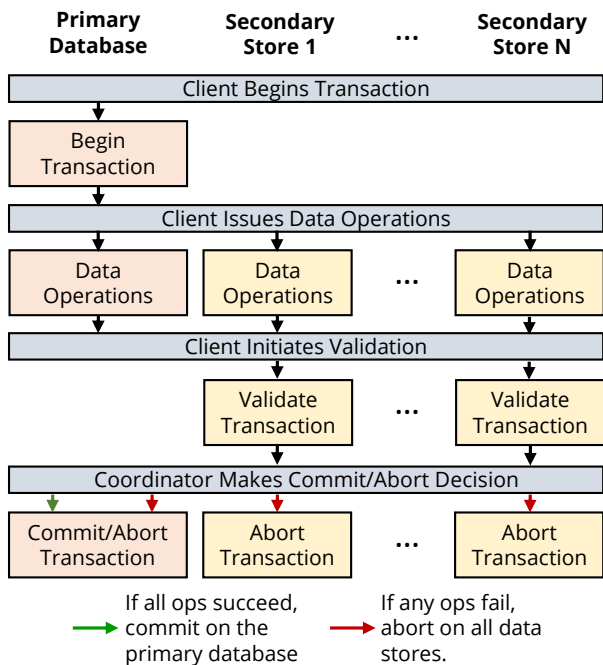 Primary
Database
Secondary
Store 1
...
Secondary
Store N
Client Begins Transaction
Begin
Transaction
Client Issues Data Operations
Data
Operations
Data
Operations
...
Data
Operations
Client Initiates Validation
Validate
Transaction
...
Validate
Transaction
Coordinator Makes Commit/Abort Decision
Commit/Abort
Transaction
Abort
Transaction
...
Abort
Transaction
If all ops succeed,
commit on the
primary database
If any ops fail,
abort on all data
stores.